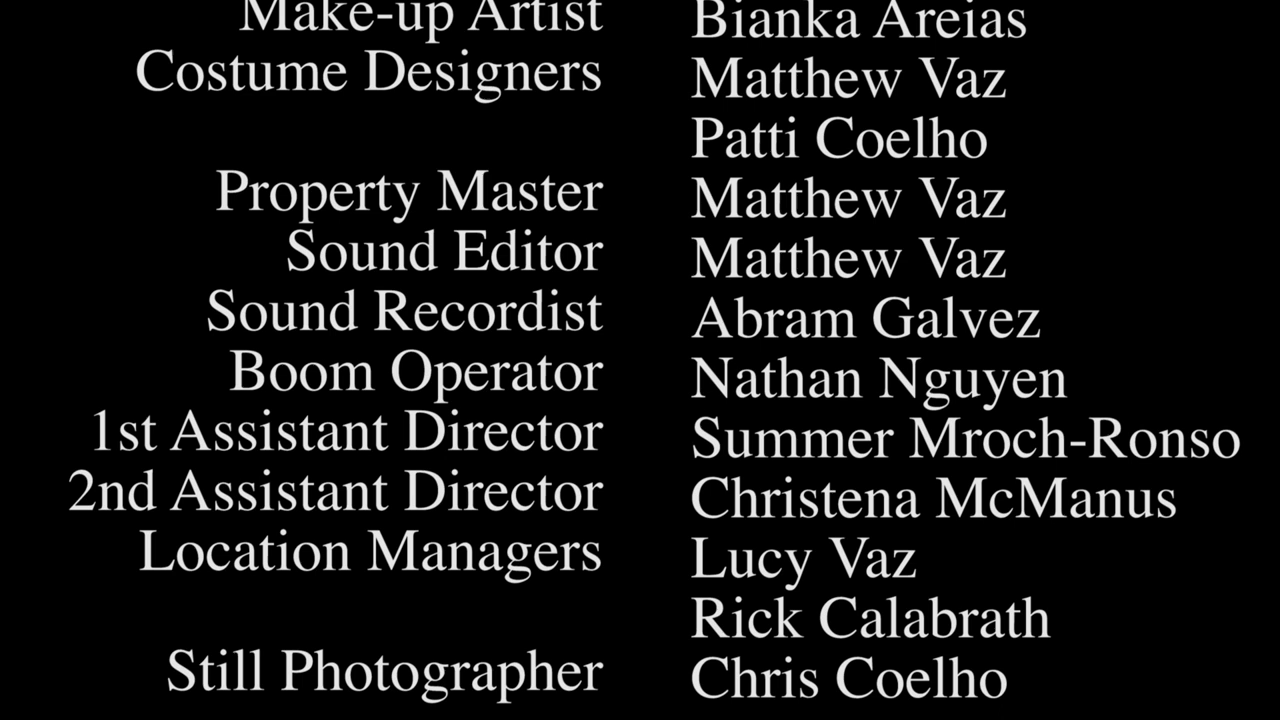 Make-up Artist Bianka Areias
Costume Designers Matthew Vaz
Patti Coelho
Property Master Matthew Vaz
Sound Editor Matthew Vaz
Sound Recordist Abram Galvez
Boom Operator Nathan Nguyen
1st Assistant Director Summer Mroch-Ronso
2nd Assistant Director Christena McManus
Location Managers Lucy Vaz
Rick Calabrath
Still Photographer Chris Coelho